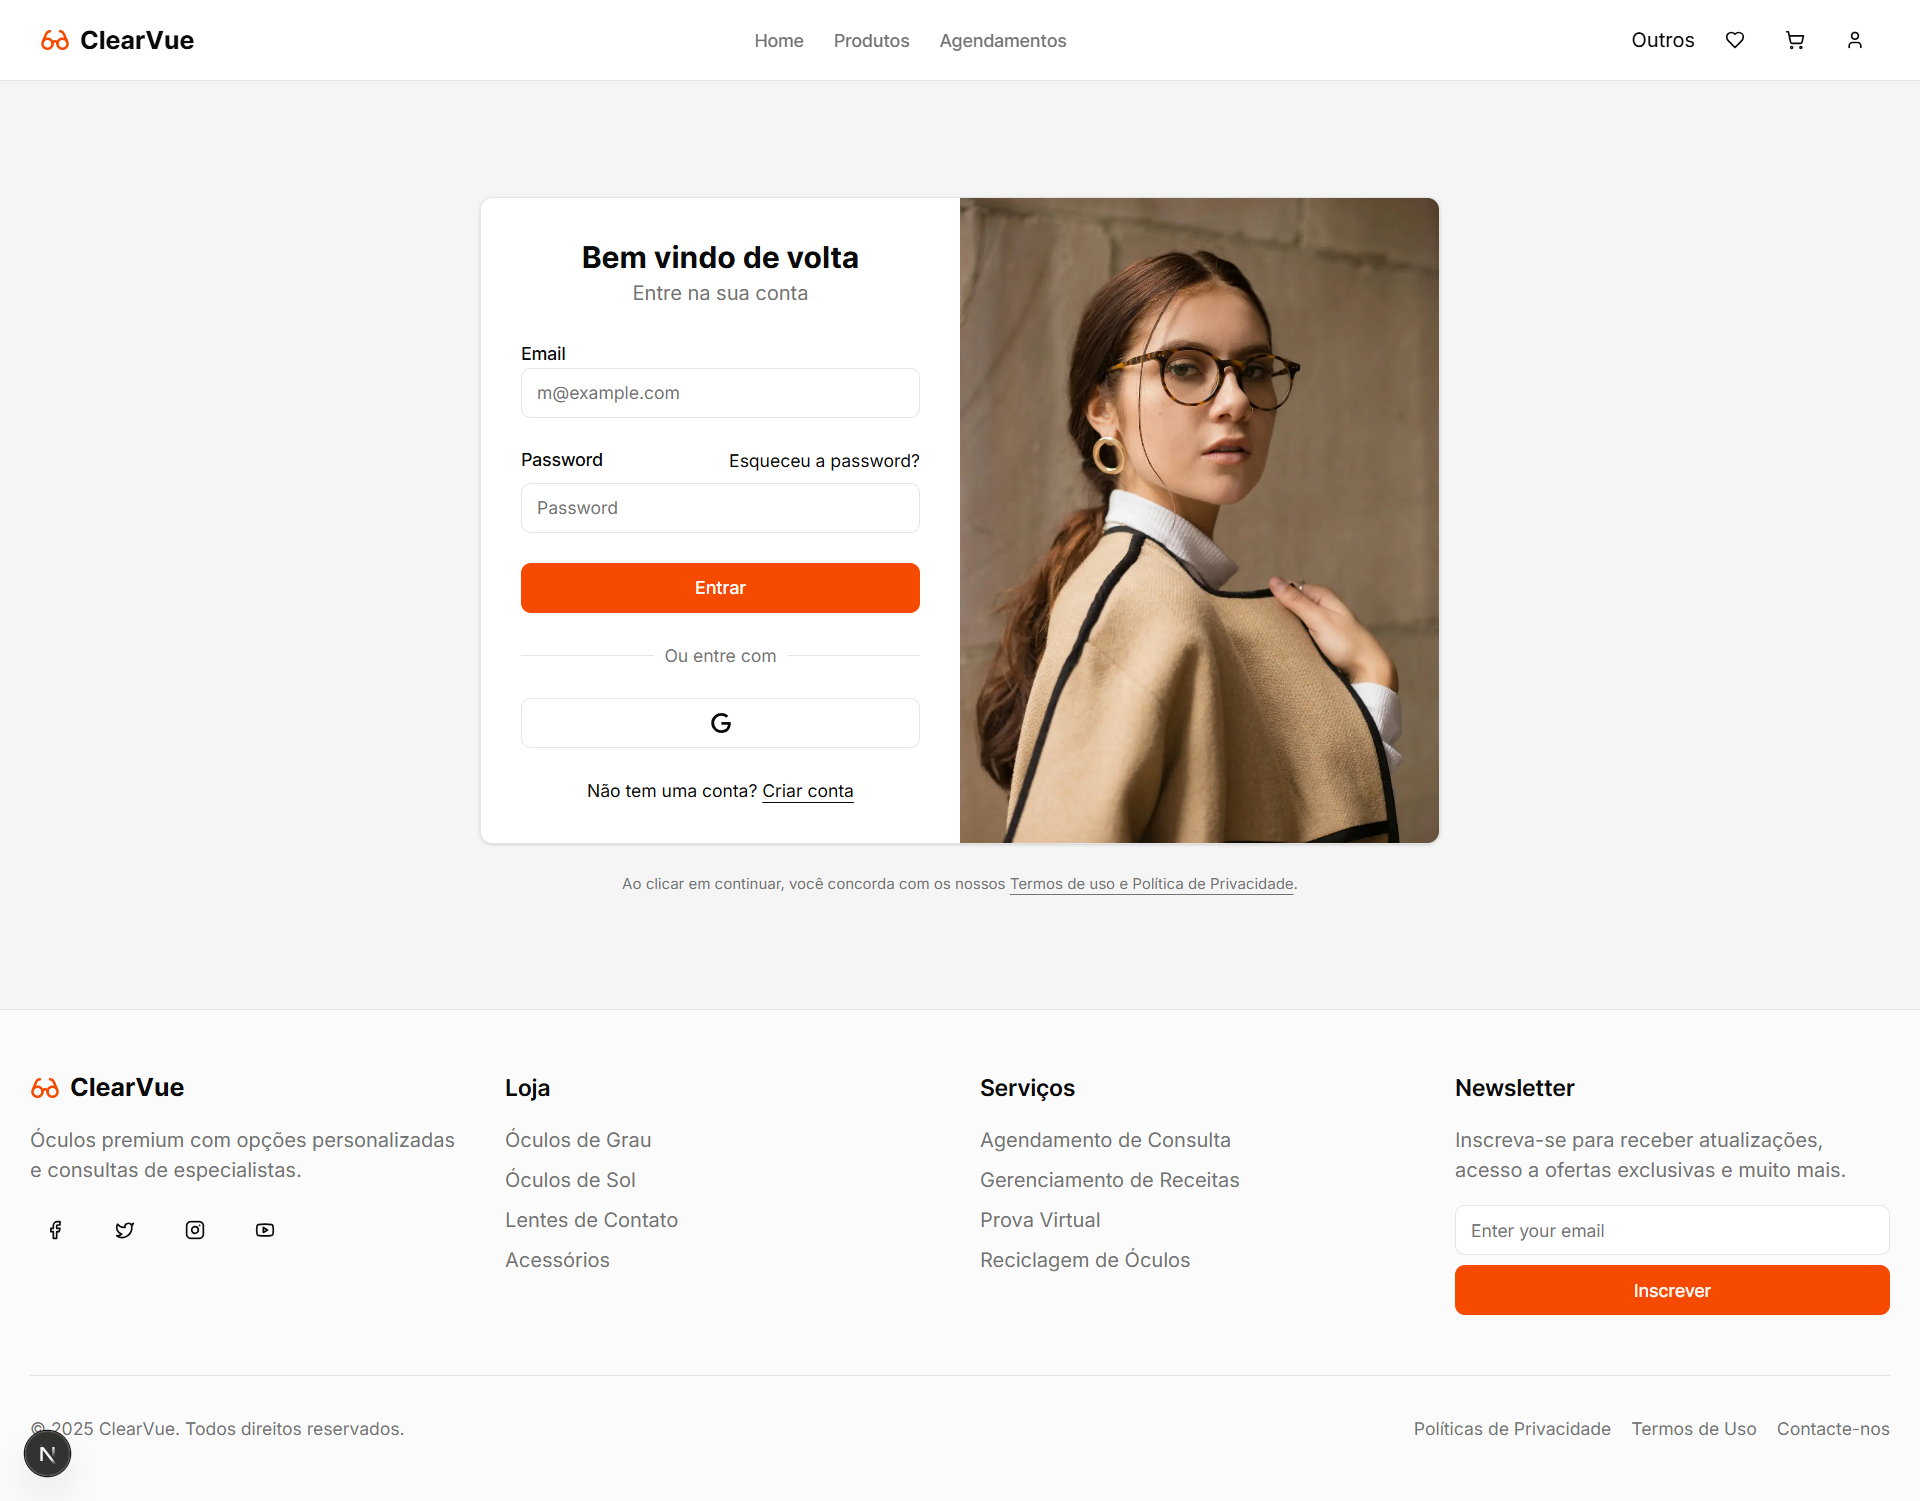 ClearVue
Home
Produtos
Agendamentos
Outros
Bem vindo de volta
Entre na sua conta
Email
m@example.com
Password
Esqueceu a password?
Password
Entrar
Ou entre com
G
Não tem uma conta? Criar conta
Ao clicar em continuar, você concorda com os nossos Termos de uso e Política de Privacidade.
ClearVue
Óculos premium com opções personalizadas
e consultas de especialistas.
Loja
Óculos de Grau
Óculos de Sol
Lentes de Contato
Acessórios
Serviços
Agendamento de Consulta
Gerenciamento de Receitas
Prova Virtual
Reciclagem de Óculos
Newsletter
Inscreva-se para receber atualizações,
acesso a ofertas exclusivas e muito mais.
Enter your email
Inscrever
© 2025 ClearVue. Todos direitos reservados.
N
Políticas de Privacidade
Termos de Uso
Contacte-nos